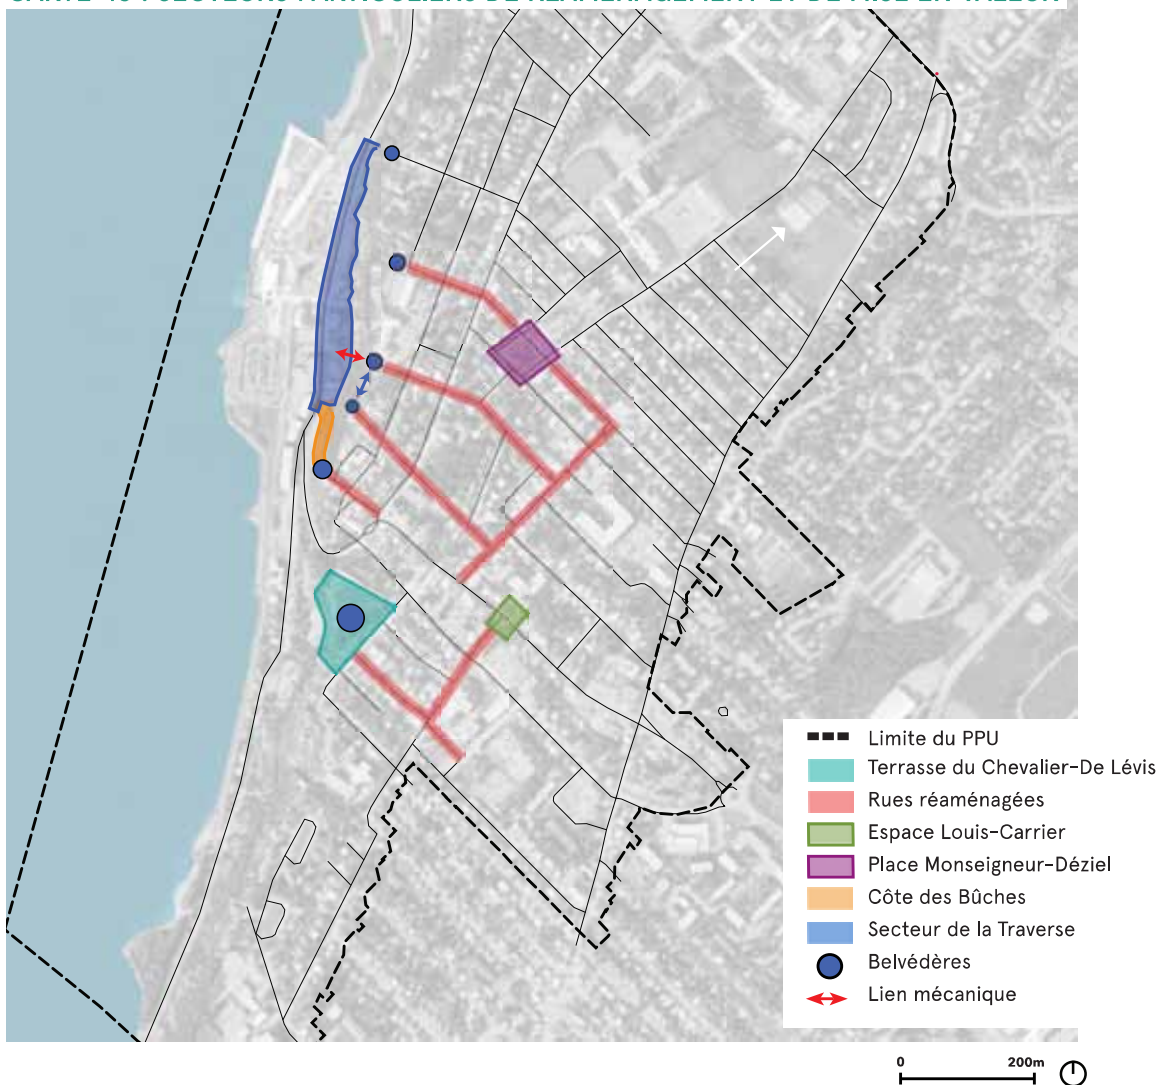 Limite du PPU
Terrasse du Chevalier-De Lévis
Rues réaménagées
Espace Louis-Carrier
Place Monseigneur-Déziel
Côte des Bûches
Secteur de la Traverse
Belvédères
Lien mécanique
0 200m